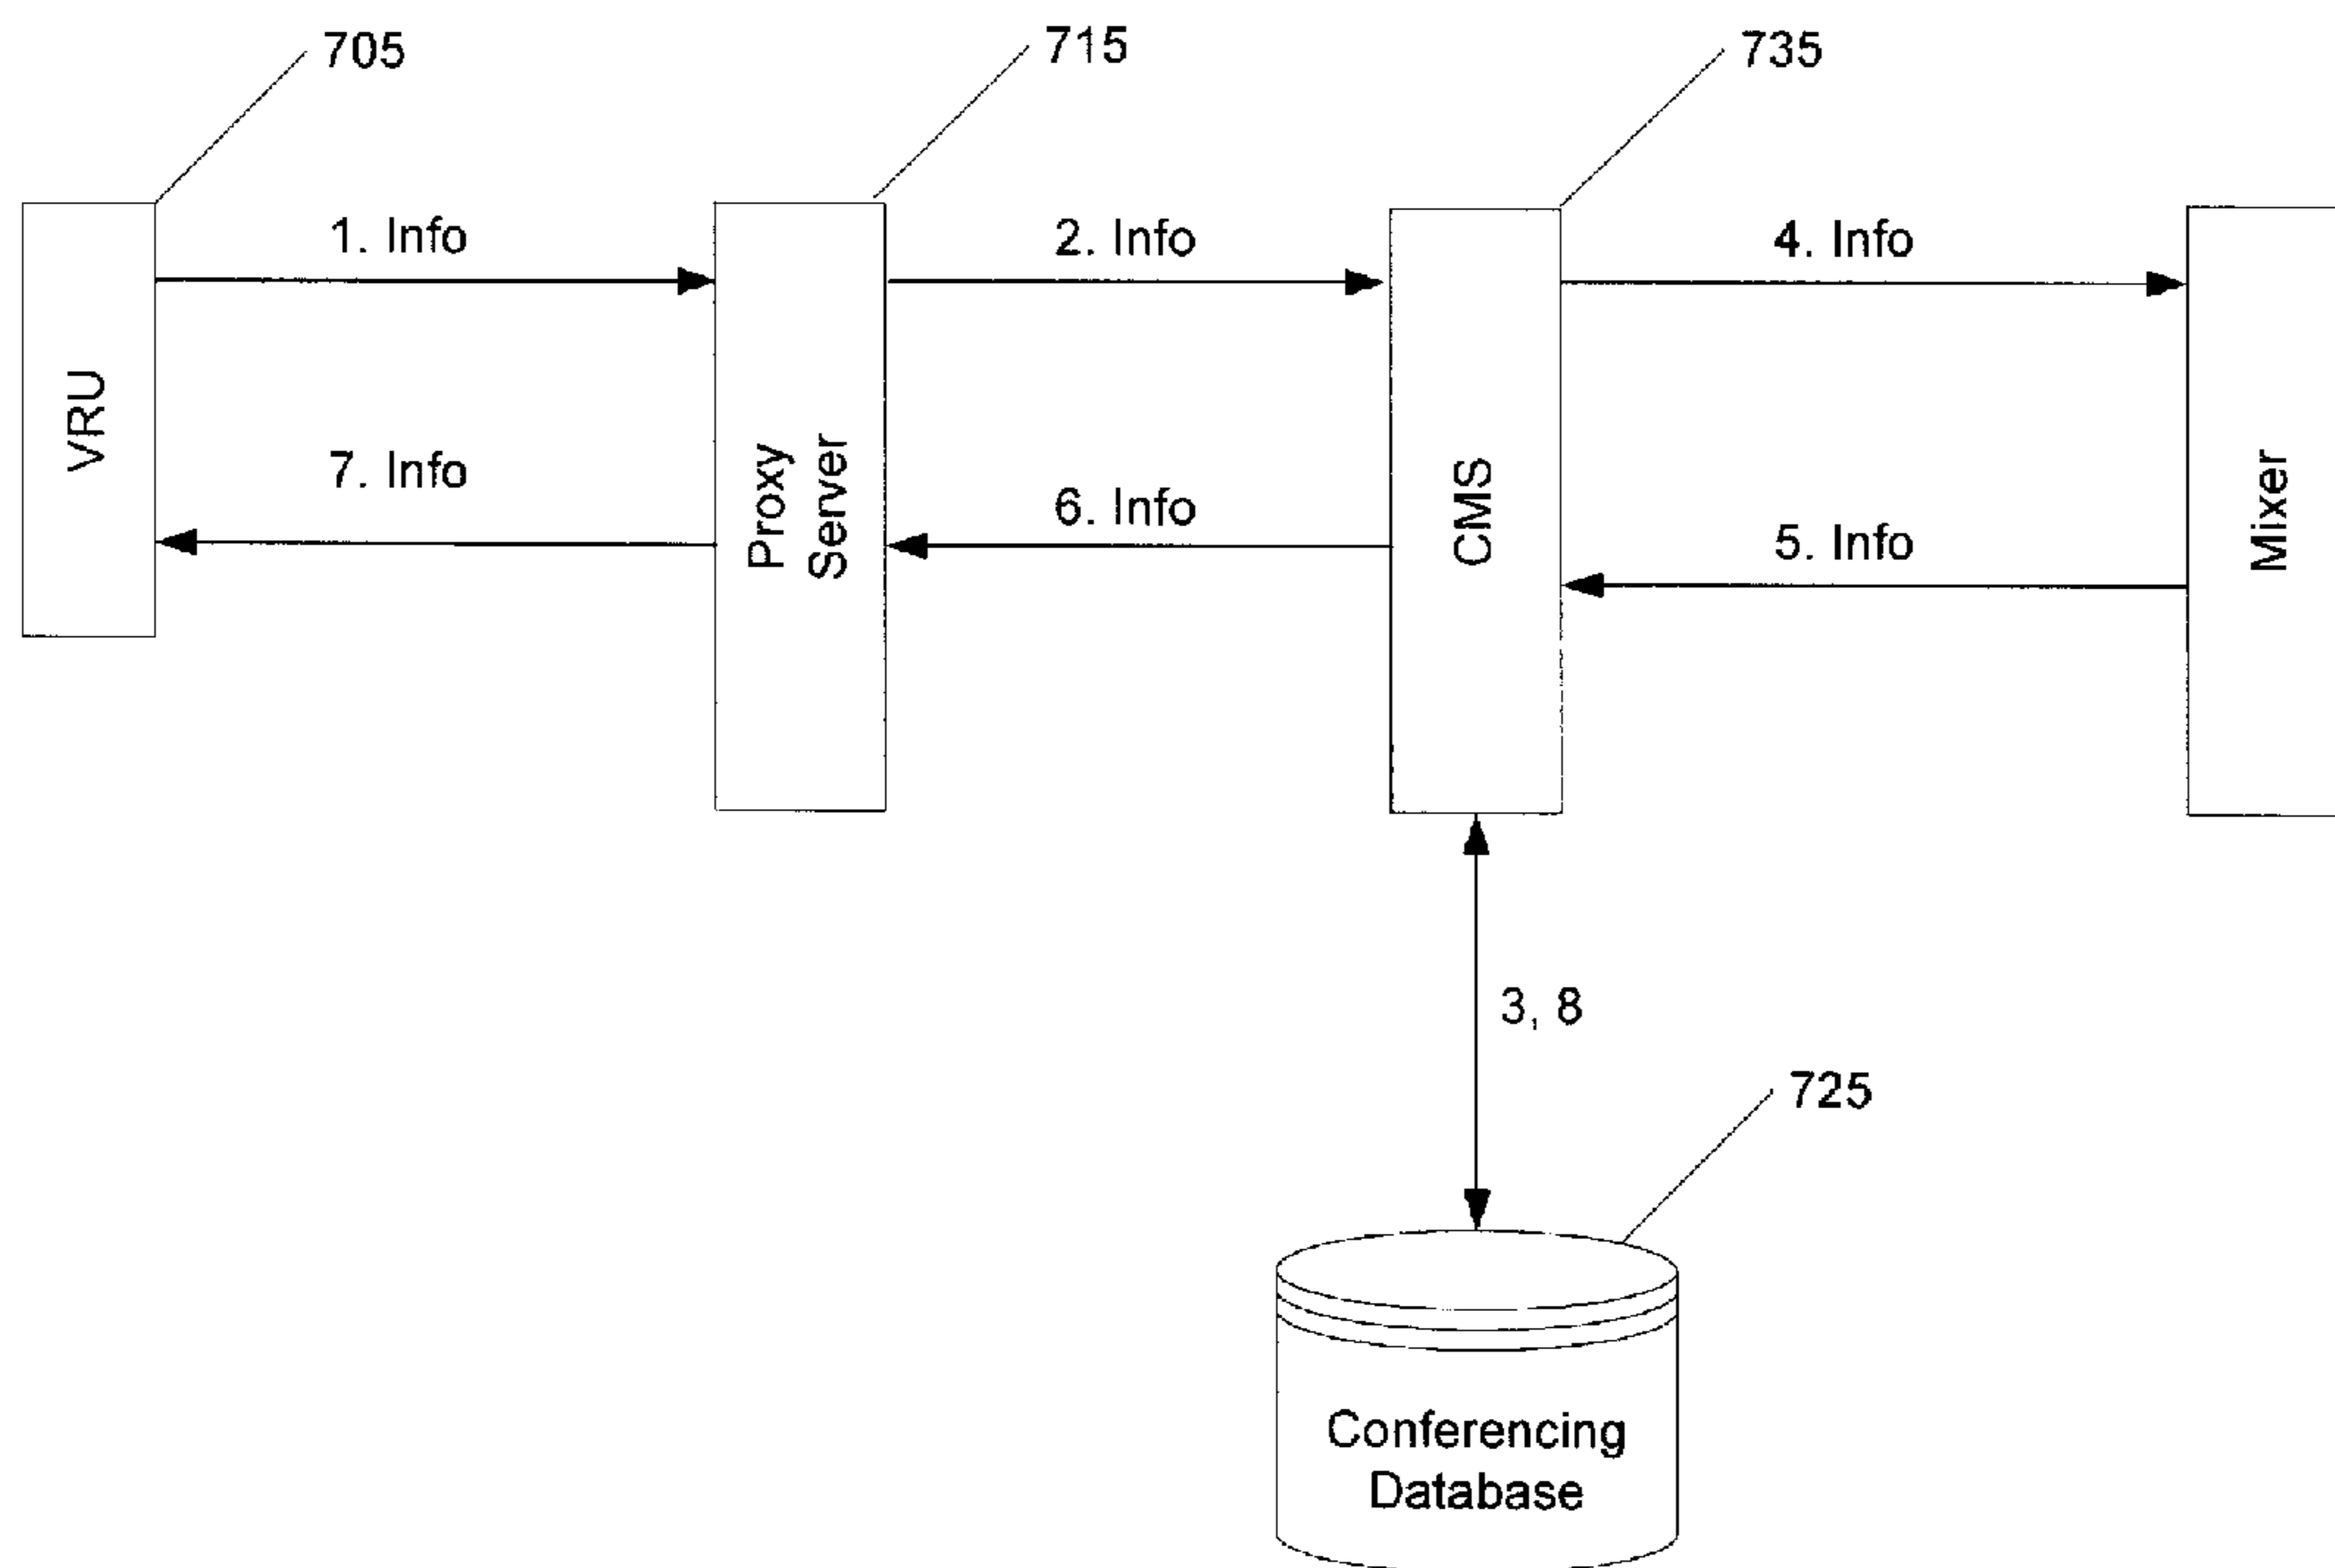 705
715
735
1. Info
2. Info
4. Info
VRU
Proxy
Server
CMS
Mixer
7. Info
6. Info
5. Info
3, 8
725
Conferencing
Database